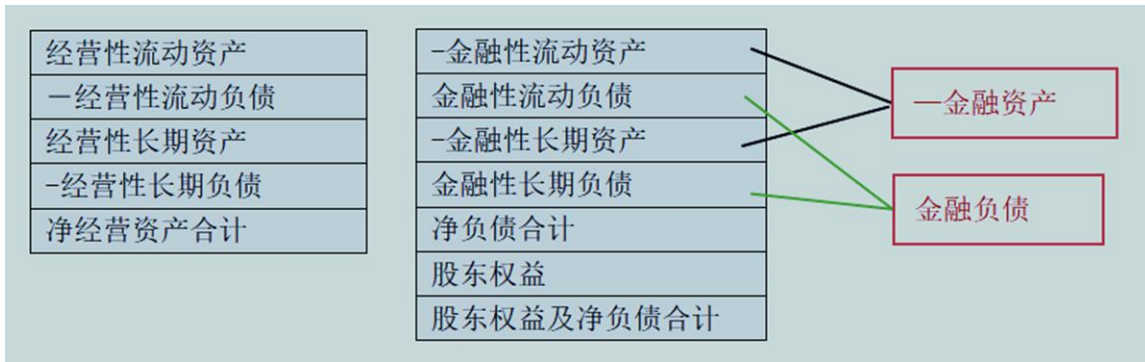 经营性流动资产
－经营性流动负债
经营性长期资产
-经营性长期负债
净经营资产合计
-金融性流动资产
金融性流动负债
-金融性长期资产
金融性长期负债
净负债合计
股东权益
股东权益及净负债合计
—金融资产
金融负债